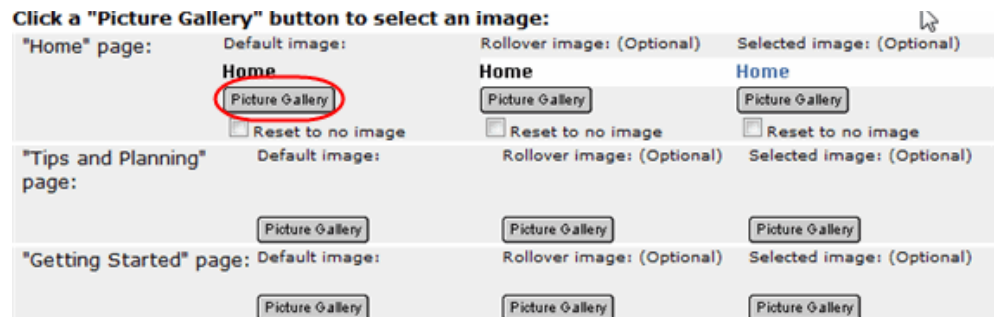 Click a "Picture Gallery" button to select an image:
"Home" page: Default image: Rollover image: (Optional) Selected image: (Optional)
Home Home Home
Picture Gallery Picture Gallery Picture Gallery
Reset to no image Reset to no image Reset to no image
"Tips and Planning" Default image: Rollover image: (Optional) Selected image: (Optional)
page:
Picture Gallery Picture Gallery Picture Gallery
"Getting Started" page: Default image: Rollover image: (Optional) Selected image: (Optional)
Picture Gallery Picture Gallery Picture Gallery